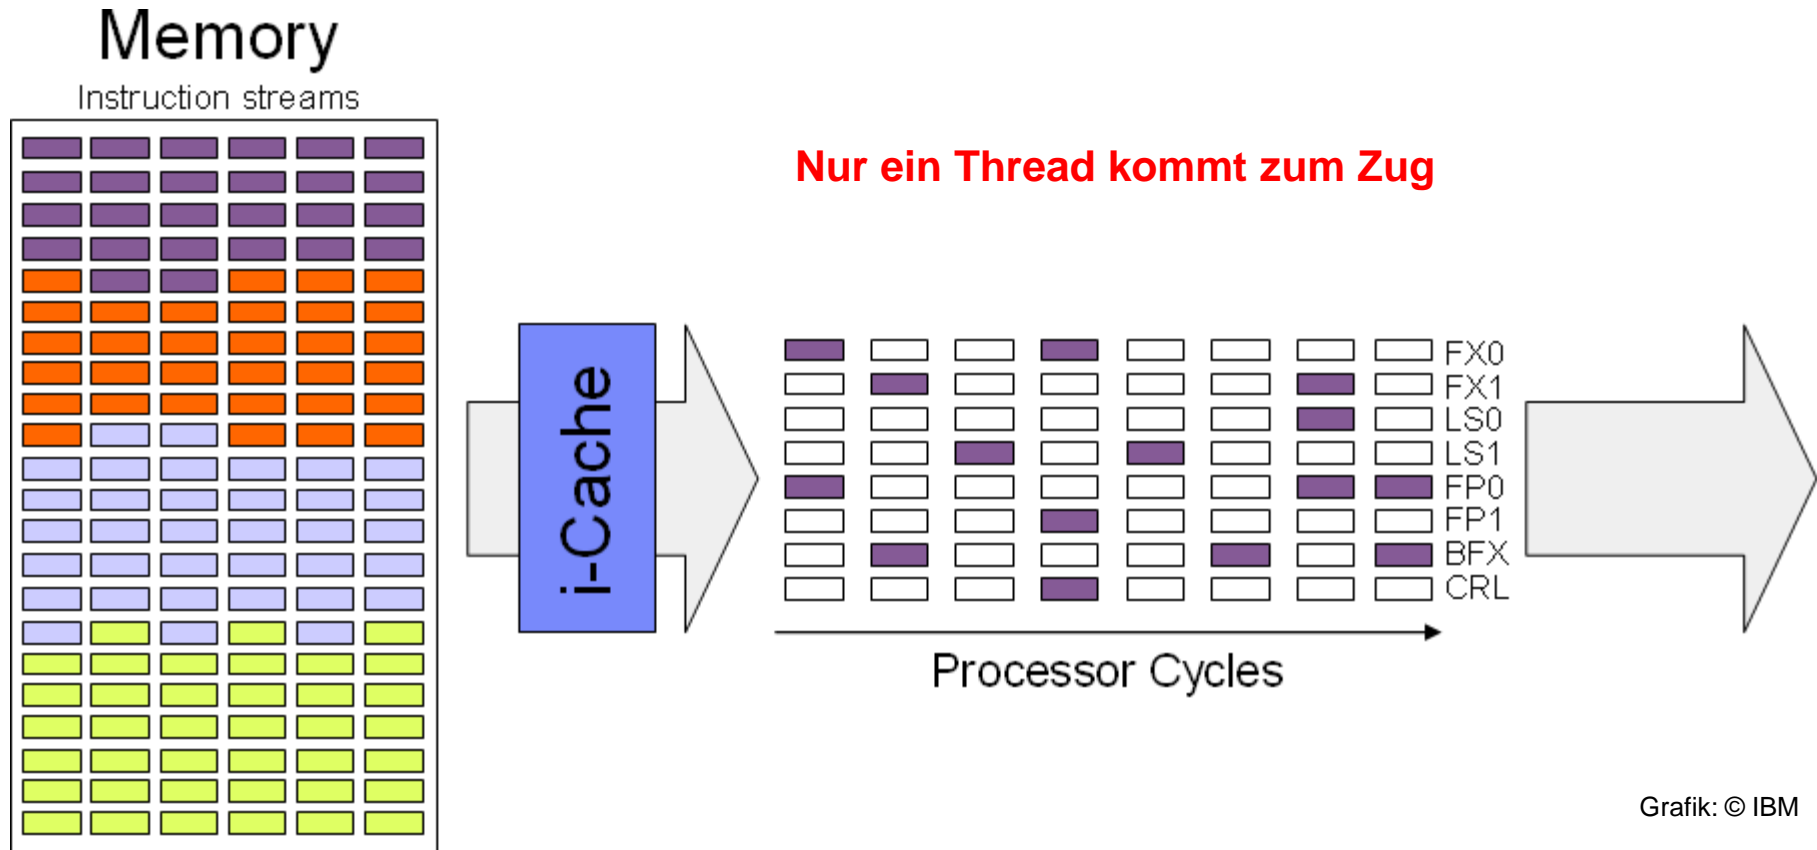 Memory
Instruction streams
Nur ein Thread kommt zum Zug
i-Cache
FX0
FX1
LS0
LS1
FP0
FP1
BFX
CRL
Processor Cycles
Grafik: © IBM